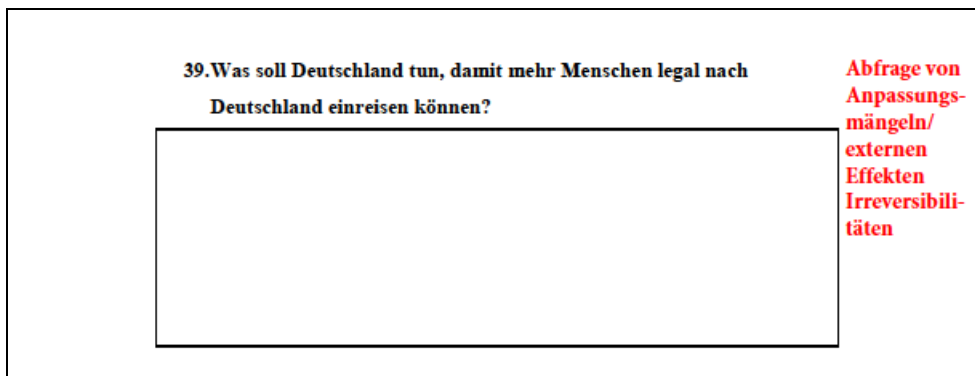 39.Was soll Deutschland tun, damit mehr Menschen legal nach
Deutschland einreisen können?
Abfrage von
Anpassungs-
mängeln/
externen
Effekten
Irreversibili-
täten